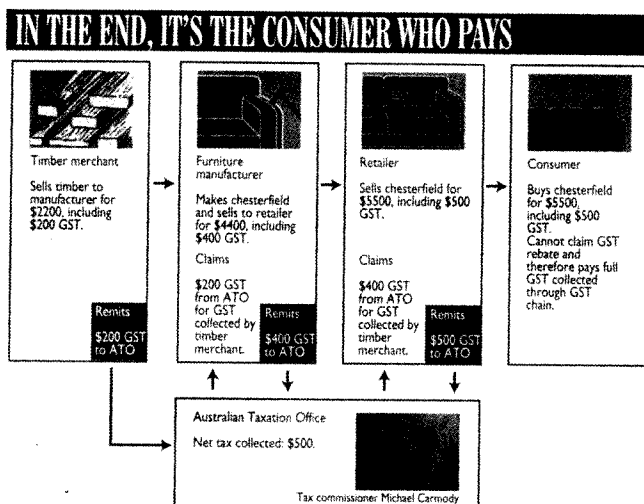 IN THE END, IT'S THE CONSUMER WHO PAYS
Timber merchant
Sells timber to
manufacturer for
$2200, including
$200 GST.
Remits
$200 GST
to ATO
Furniture
manufacturer
Makes chesterfield
and sells to retailer
for $4400, including
$400 GST.
Claims
$200 GST
from ATO
for GST
collected by
timber
merchant.
Remits
$400 GST
to ATO
Retailer
Sells chesterfield for
$5500, including $500
GST.
Claims
$400 GST
from ATO
for GST
collected by
timber
merchant.
Remits
$500 GST
to ATO
Consumer
Buys chesterfield
for $5500,
including $500
GST.
Cannot claim GST
rebate and
therefore pays full
GST collected
through GST
chain.
Australian Taxation Office
Net tax collected: $500.
Tax commissioner Michael Carmody